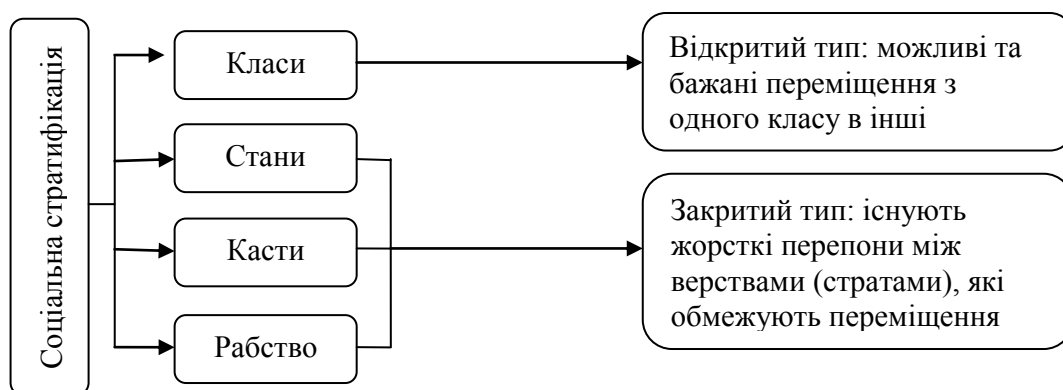 Соціальна стратифікація
Класи
Стани
Касти
Рабство
Відкритий тип: можливі та
бажані переміщення з
одного класу в інші
Закритий тип: існують
жорсткі перепони між
верствами (стратами), які
обмежують переміщення